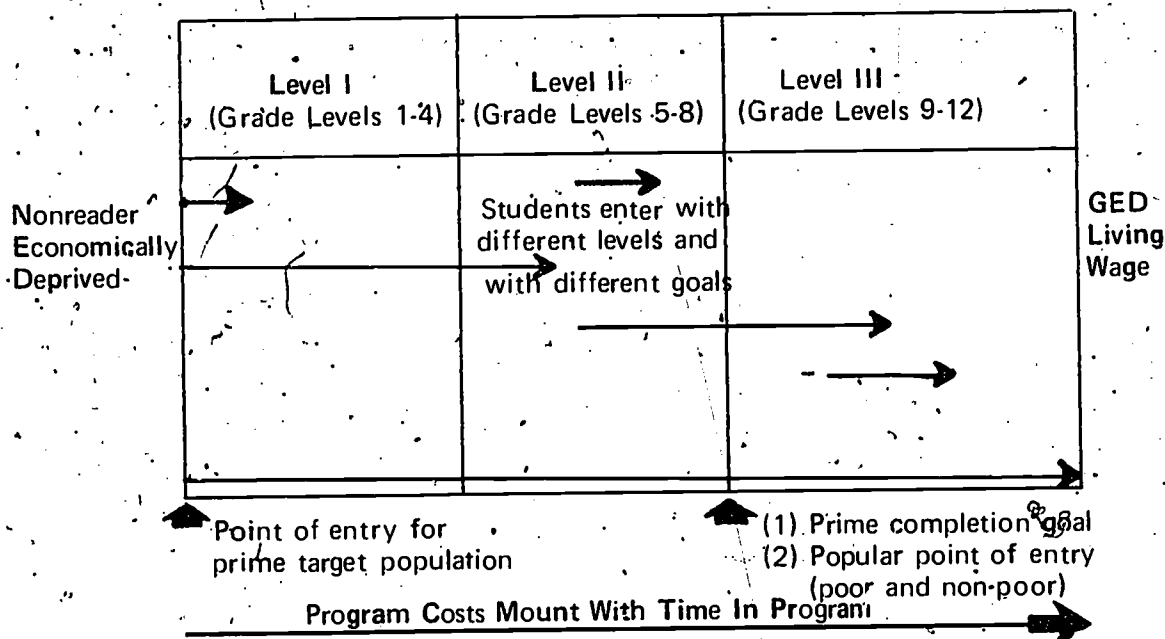 Level I
(Grade Levels 1-4)
Level II
(Grade Levels 5-8)
Level III
(Grade Levels 9-12)
Nonreader
Economically
Deprived
Students enter with
different levels and
with different goals
GED
Living
Wage
Point of entry for
prime target population
(1) Prime completion goal
(2) Popular point of entry
(poor and non-poor)
Program Costs Mount With Time In Program